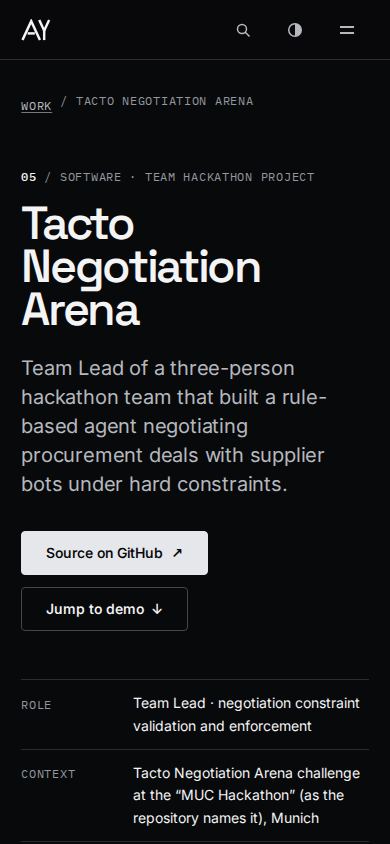 AY
WORK / TACTO NEGOTIATION ARENA
05 / SOFTWARE · TEAM HACKATHON PROJECT
Tacto
Negotiation
Arena
Team Lead of a three-person
hackathon team that built a rule-
based agent negotiating
procurement deals with supplier
bots under hard constraints.
Source on GitHub ↗
Jump to demo ↓
ROLE
Team Lead · negotiation constraint
validation and enforcement
CONTEXT
Tacto Negotiation Arena challenge
at the “MUC Hackathon” (as the
repository names it), Munich